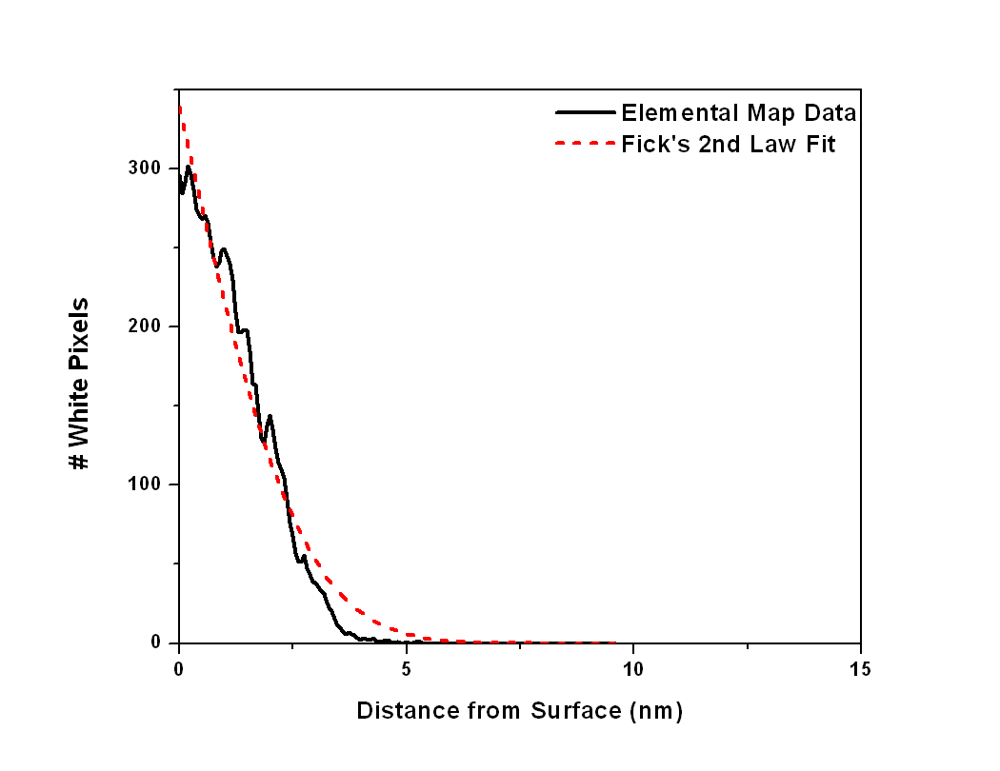 Elemental Map Data
Fick's 2nd Law Fit
300
200
100
0
# White Pixels
0
5
10
15
Distance from Surface (nm)